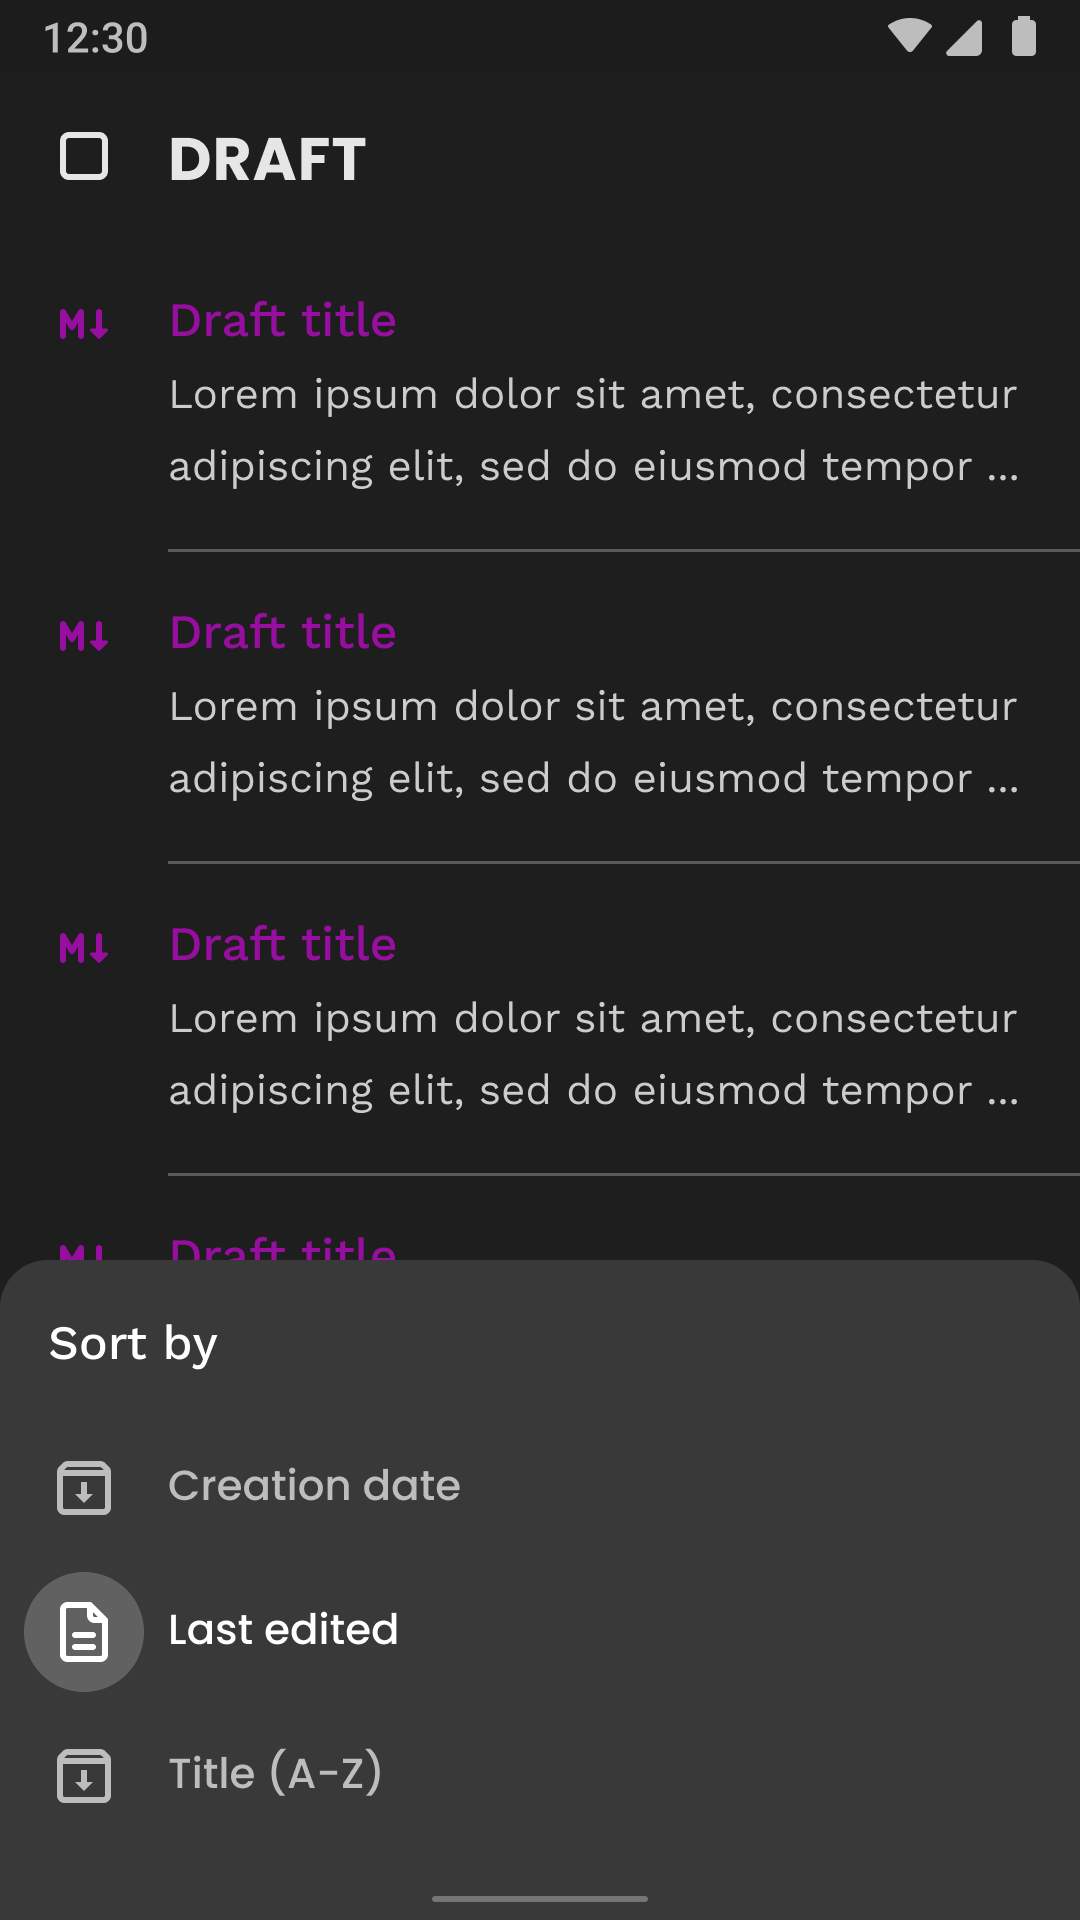 12:30
DRAFT
M Draft title
Lorem ipsum dolor sit amet, consectetur
adipiscing elit, sed do eiusmod tempor ...
M Draft title
Lorem ipsum dolor sit amet, consectetur
adipiscing elit, sed do eiusmod tempor ...
M Draft title
Lorem ipsum dolor sit amet, consectetur
adipiscing elit, sed do eiusmod tempor ...
M Draft title
Sort by
Creation date
Last edited
Title (A-Z)